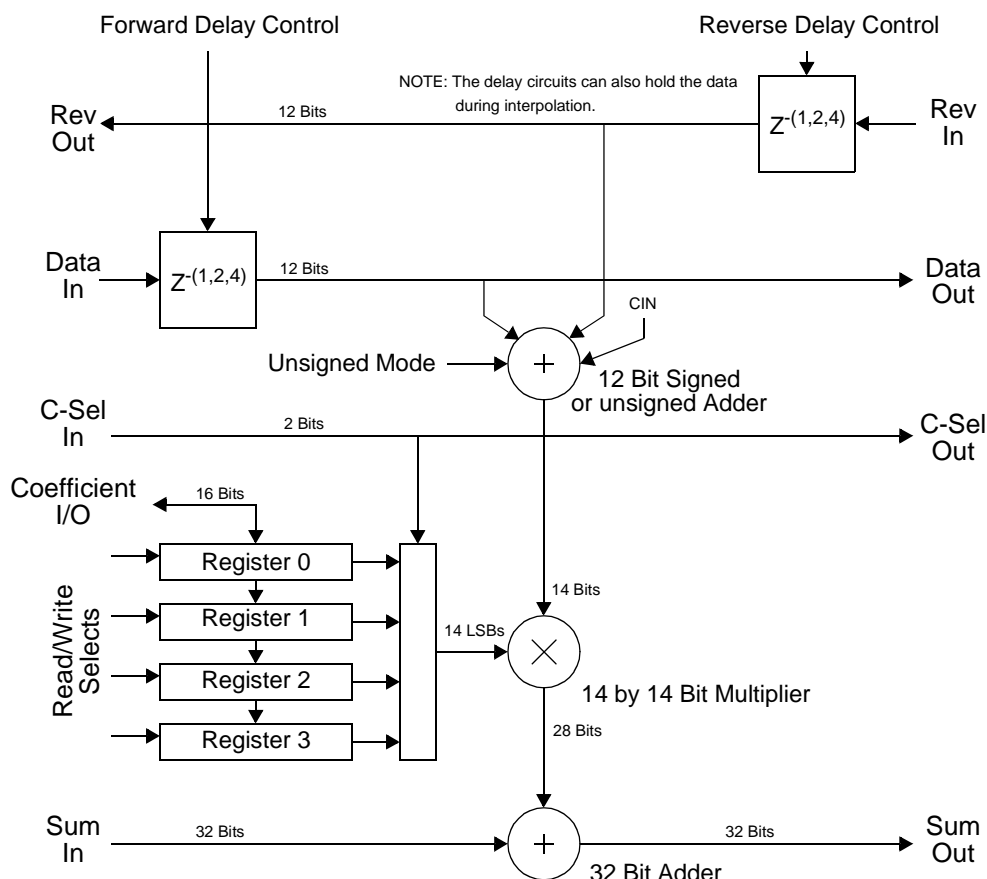 Forward Delay Control
Reverse Delay Control
NOTE: The delay circuits can also hold the data
during interpolation.
Rev
Out
12 Bits
Z-(1,2,4)
Rev
In
Data
In
Z-(1,2,4)
12 Bits
Data
Out
CIN
Unsigned Mode
+
12 Bit Signed
or unsigned Adder
C-Sel
In
2 Bits
C-Sel
Out
Coefficient
I/O
16 Bits
Read/Write
Selects
Register 0
Register 1
Register 2
Register 3
14 Bits
14 LSBs
14 by 14 Bit Multiplier
28 Bits
Sum
In
32 Bits
+
32 Bits
Sum
Out
32 Bit Adder